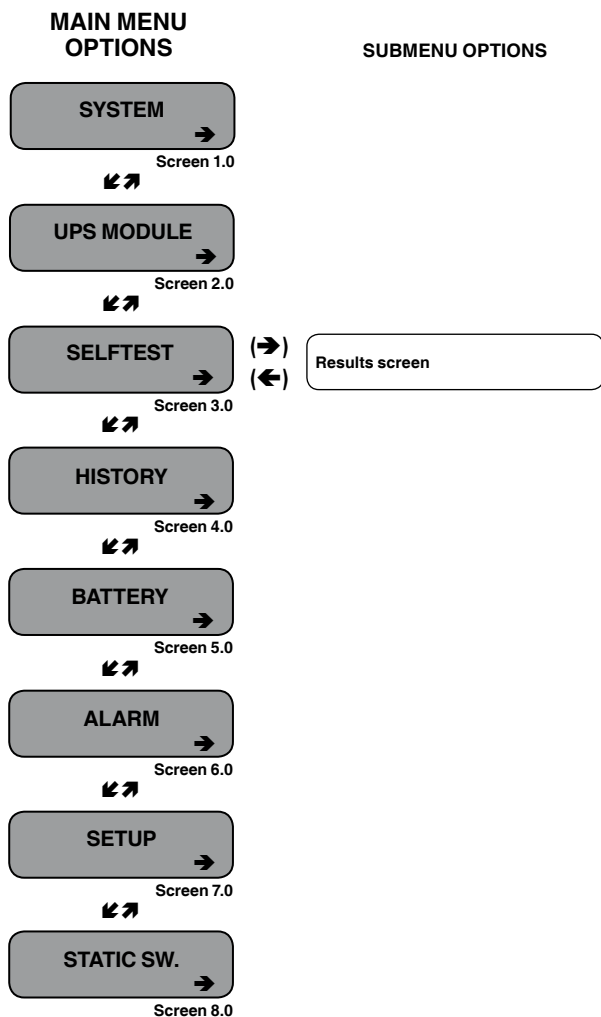 MAIN MENU
OPTIONS
SUBMENU OPTIONS
SYSTEM
Screen 1.0
UPS MODULE
Screen 2.0
SELFTEST
(➔)
(←)
Results screen
Screen 3.0
HISTORY
Screen 4.0
BATTERY
Screen 5.0
ALARM
Screen 6.0
SETUP
Screen 7.0
STATIC SW.
Screen 8.0